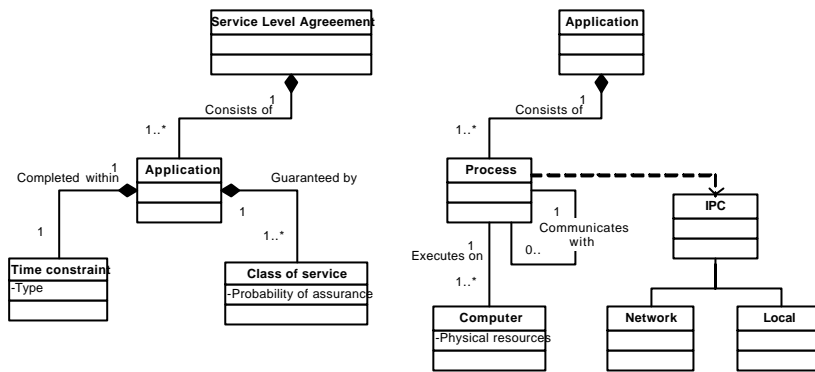 Service Level Agreeement
1
Consists of
1..*
Application
Completed within
1
1
Time constraint
-Type
Guaranteed by
1
1..*
Class of service
-Probability of assurance
Application
1
Consists of
1..*
Process
1
Communicates
with
0..
1
Executes on
1..*
Computer
-Physical resources
IPC
Network
Local